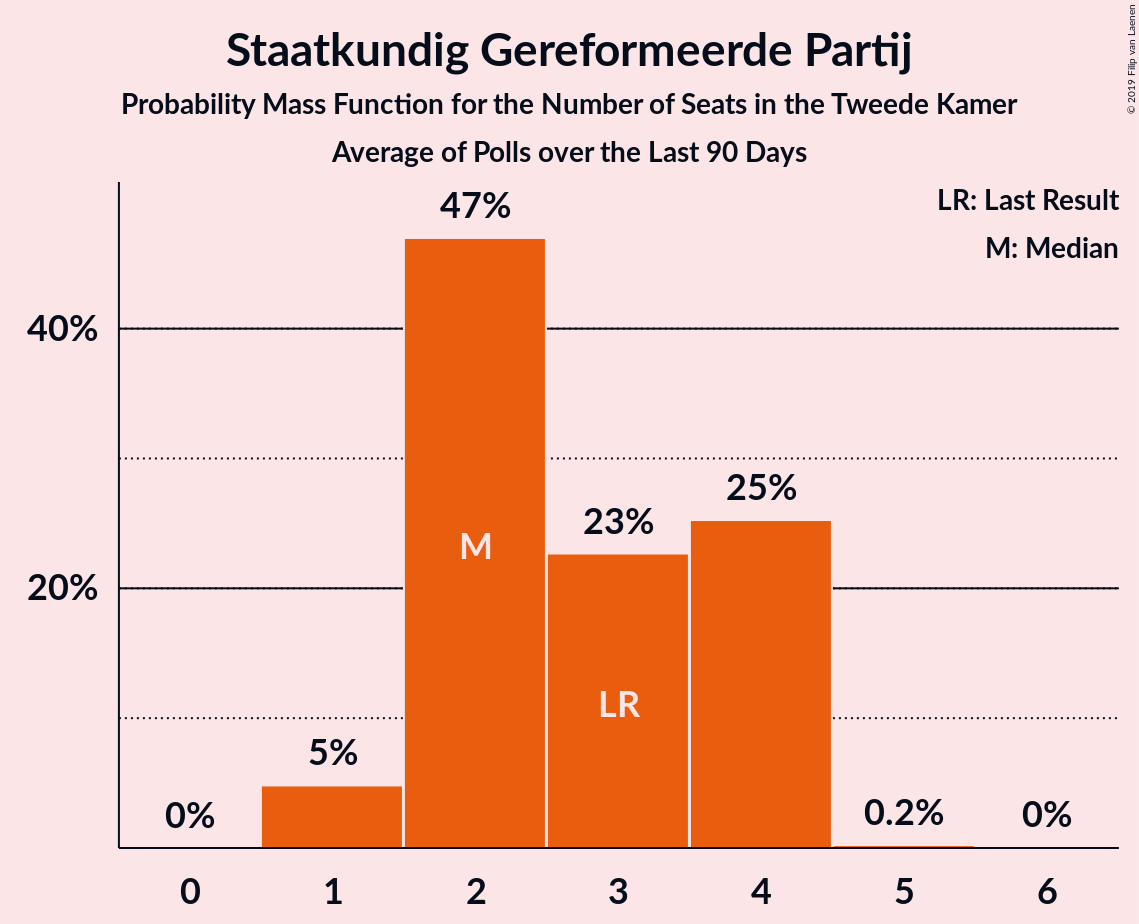 Staatkundig Gereformeerde Partij
Probability Mass Function for the Number of Seats in the Tweede Kamer
Average of Polls over the Last 90 Days
© 2019 Filip van Laenen
LR: Last Result
M: Median
47%
40%
25%
23%
M
20%
LR
5%
0%
0.2%
0%
0 1 2 3 4 5 6